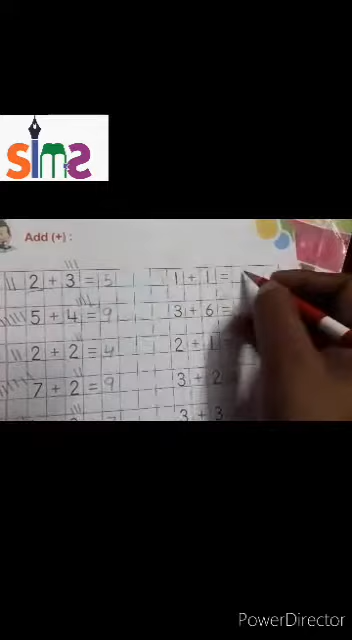 sims
Add (+) :
2 + 3 = 5
5 + 4 = 9
2 + 2 = 4
7 + 2 = 9
1 + 1 =
3 + 6 =
2 + 1 =
3 + 2
3 + 3
PowerDirector